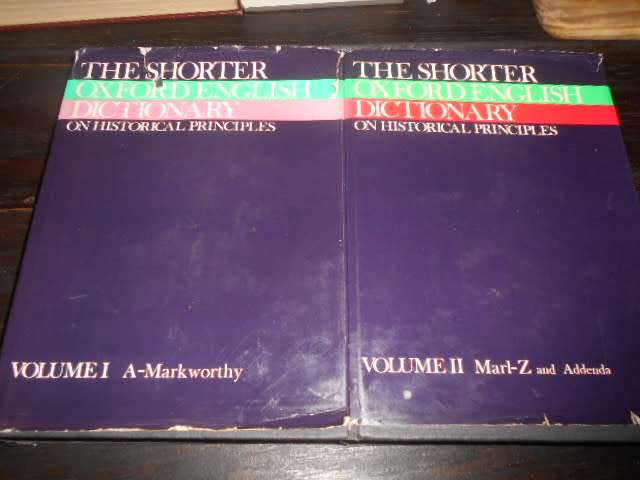 THE SHORTER
OXFORD ENGLISH
DICTIONARY
ON HISTORICAL PRINCIPLES
VOLUME I A-Markworthy
THE SHORTER
OXFORD ENGLISH
DICTIONARY
ON HISTORICAL PRINCIPLES
VOLUME II Marl-Z and Addenda